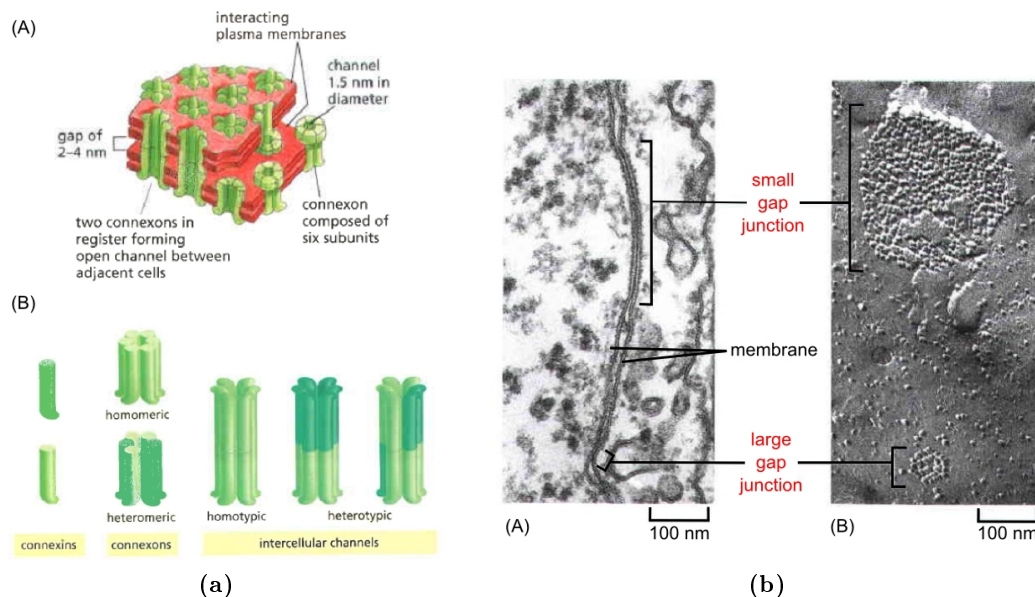 (A)
interacting
plasma membranes
channel
1.5 nm in
diameter
gap of
2–4 nm
two connexons in
register forming
open channel between
adjacent cells
connexon
composed of
six subunits
(B)
homomeric
heteromeric
homotypic
heterotypic
connexins
connexons
intercellular channels
(a)
small
gap
junction
membrane
large
gap
junction
(A)
100 nm
(B)
100 nm
(b)